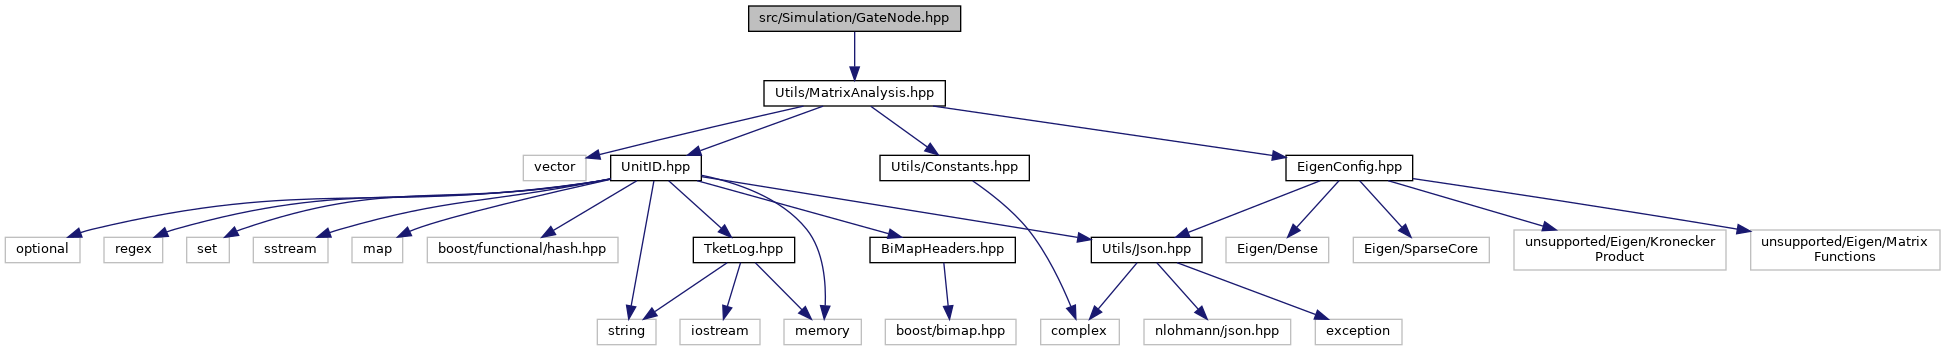 src/Simulation/GateNode.hpp
Utils/MatrixAnalysis.hpp
vector
UnitID.hpp
Utils/Constants.hpp
EigenConfig.hpp
optional
regex
set
sstream
map
boost/functional/hash.hpp
TketLog.hpp
BiMapHeaders.hpp
Utils/Json.hpp
Eigen/Dense
Eigen/SparseCore
unsupported/Eigen/Kronecker
Product
unsupported/Eigen/Matrix
Functions
string
iostream
memory
boost/bimap.hpp
complex
nlohmann/json.hpp
exception